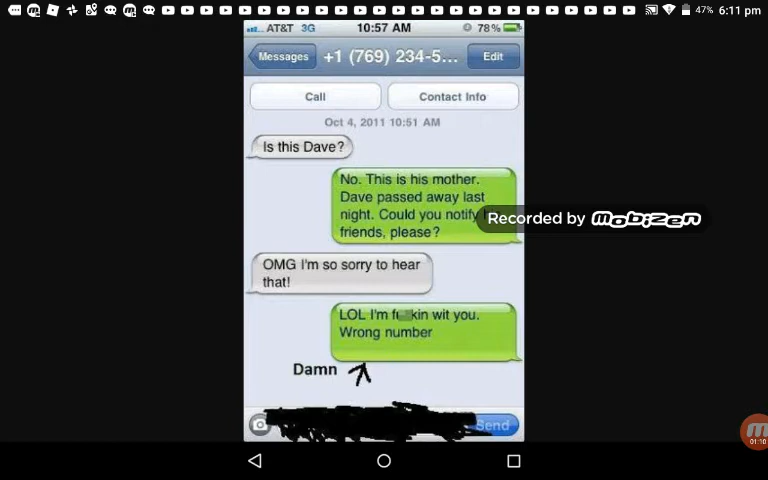 47% 6:11 pm
AT&T 3G 10:57 AM 78%
Messages +1 (769) 234-5... Edit
Call Contact Info
Oct 4, 2011 10:51 AM
Is this Dave?
No. This is his mother.
Dave passed away last
night. Could you notify
friends, please?
Recorded by mobizen
OMG I'm so sorry to hear
that!
LOL I'm f kin wit you.
Wrong number
Damn
Send
01:10